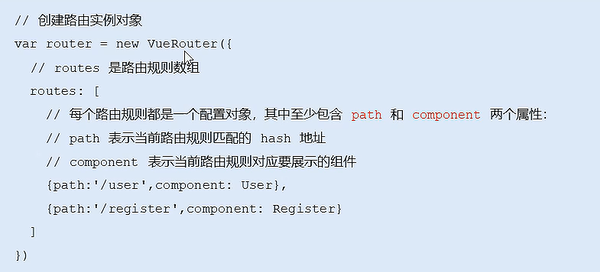 // 创建路由实例对象
var router = new VueRouter({
// routes 是路由规则数组
routes: [
// 每个路由规则都是一个配置对象，其中至少包含 path 和 component 两个属性：
// path 表示当前路由规则匹配的 hash 地址
// component 表示当前路由规则对应要展示的组件
{path:'/user',component: User},
{path:'/register',component: Register}
]
})